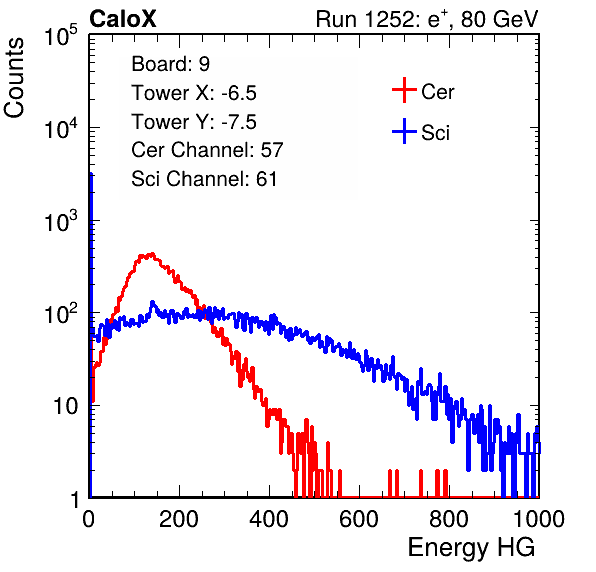 CaloX Run 1252: e⁺, 80 GeV
Counts
10⁵
10⁴
10³
10²
10
1
Board: 9
Tower X: -6.5
Tower Y: -7.5
Cer Channel: 57
Sci Channel: 61
Cer
Sci
0 200 400 600 800 1000
Energy HG